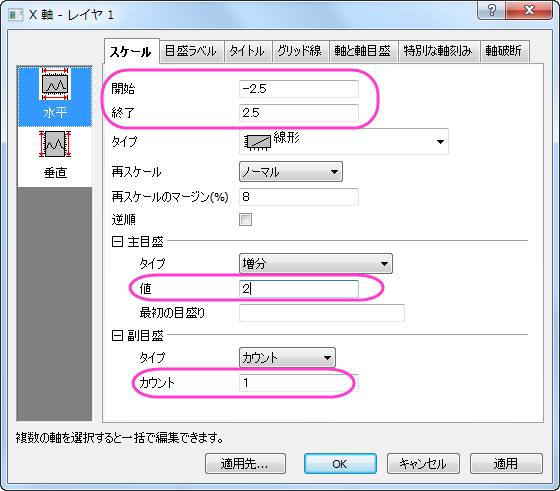 X 軸 - レイヤ 1
スケール 目盛ラベル タイトル グリッド線 軸と軸目盛 特別な軸刻み 軸破断
水平
垂直
開始 -2.5
終了 2.5
タイプ 線形
再スケール ノーマル
再スケールのマージン(%) 8
逆順
主目盛
タイプ 増分
値 2
最初の目盛り
副目盛
タイプ カウント
カウント 1
複数の軸を選択すると一括で編集できます。
適用先... OK キャンセル 適用